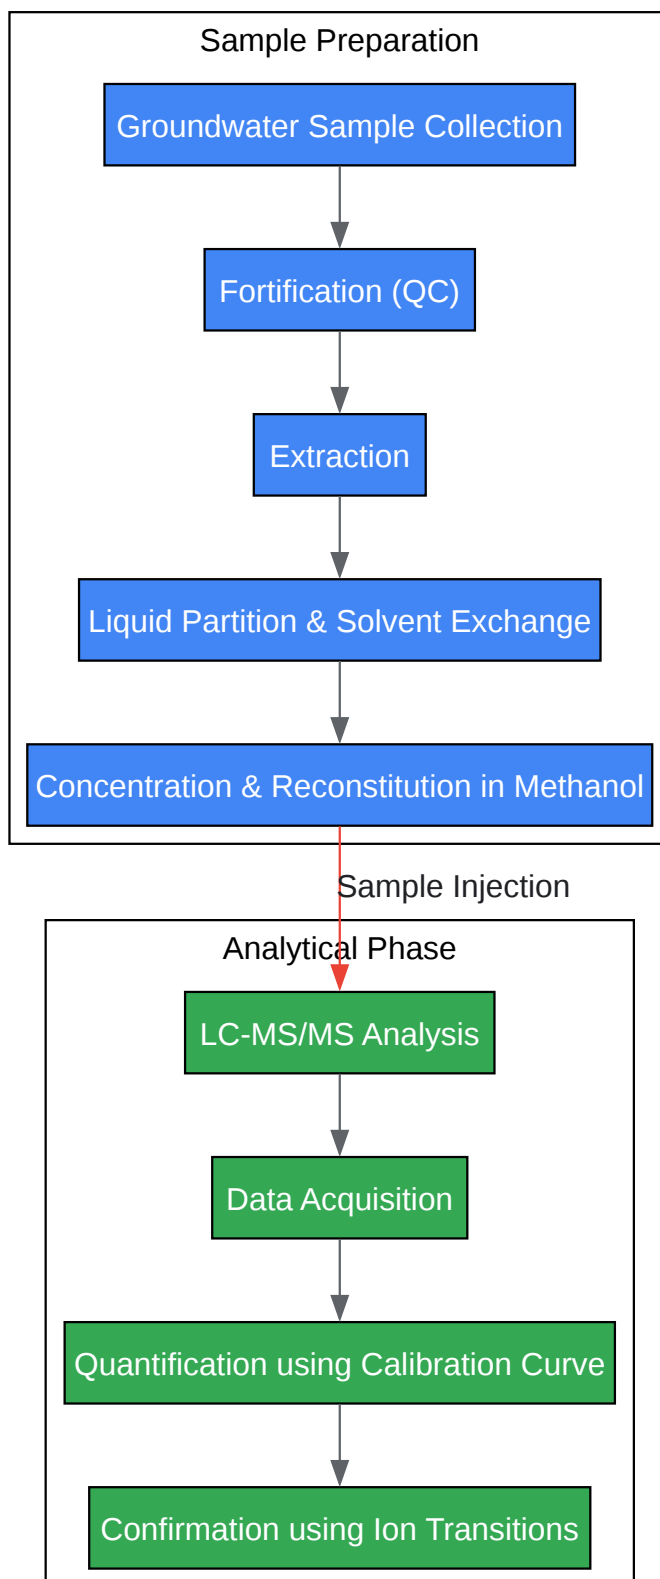 Sample Preparation
Groundwater Sample Collection
Fortification (QC)
Extraction
Liquid Partition & Solvent Exchange
Concentration & Reconstitution in Methanol
Sample Injection
Analytical Phase
LC-MS/MS Analysis
Data Acquisition
Quantification using Calibration Curve
Confirmation using Ion Transitions